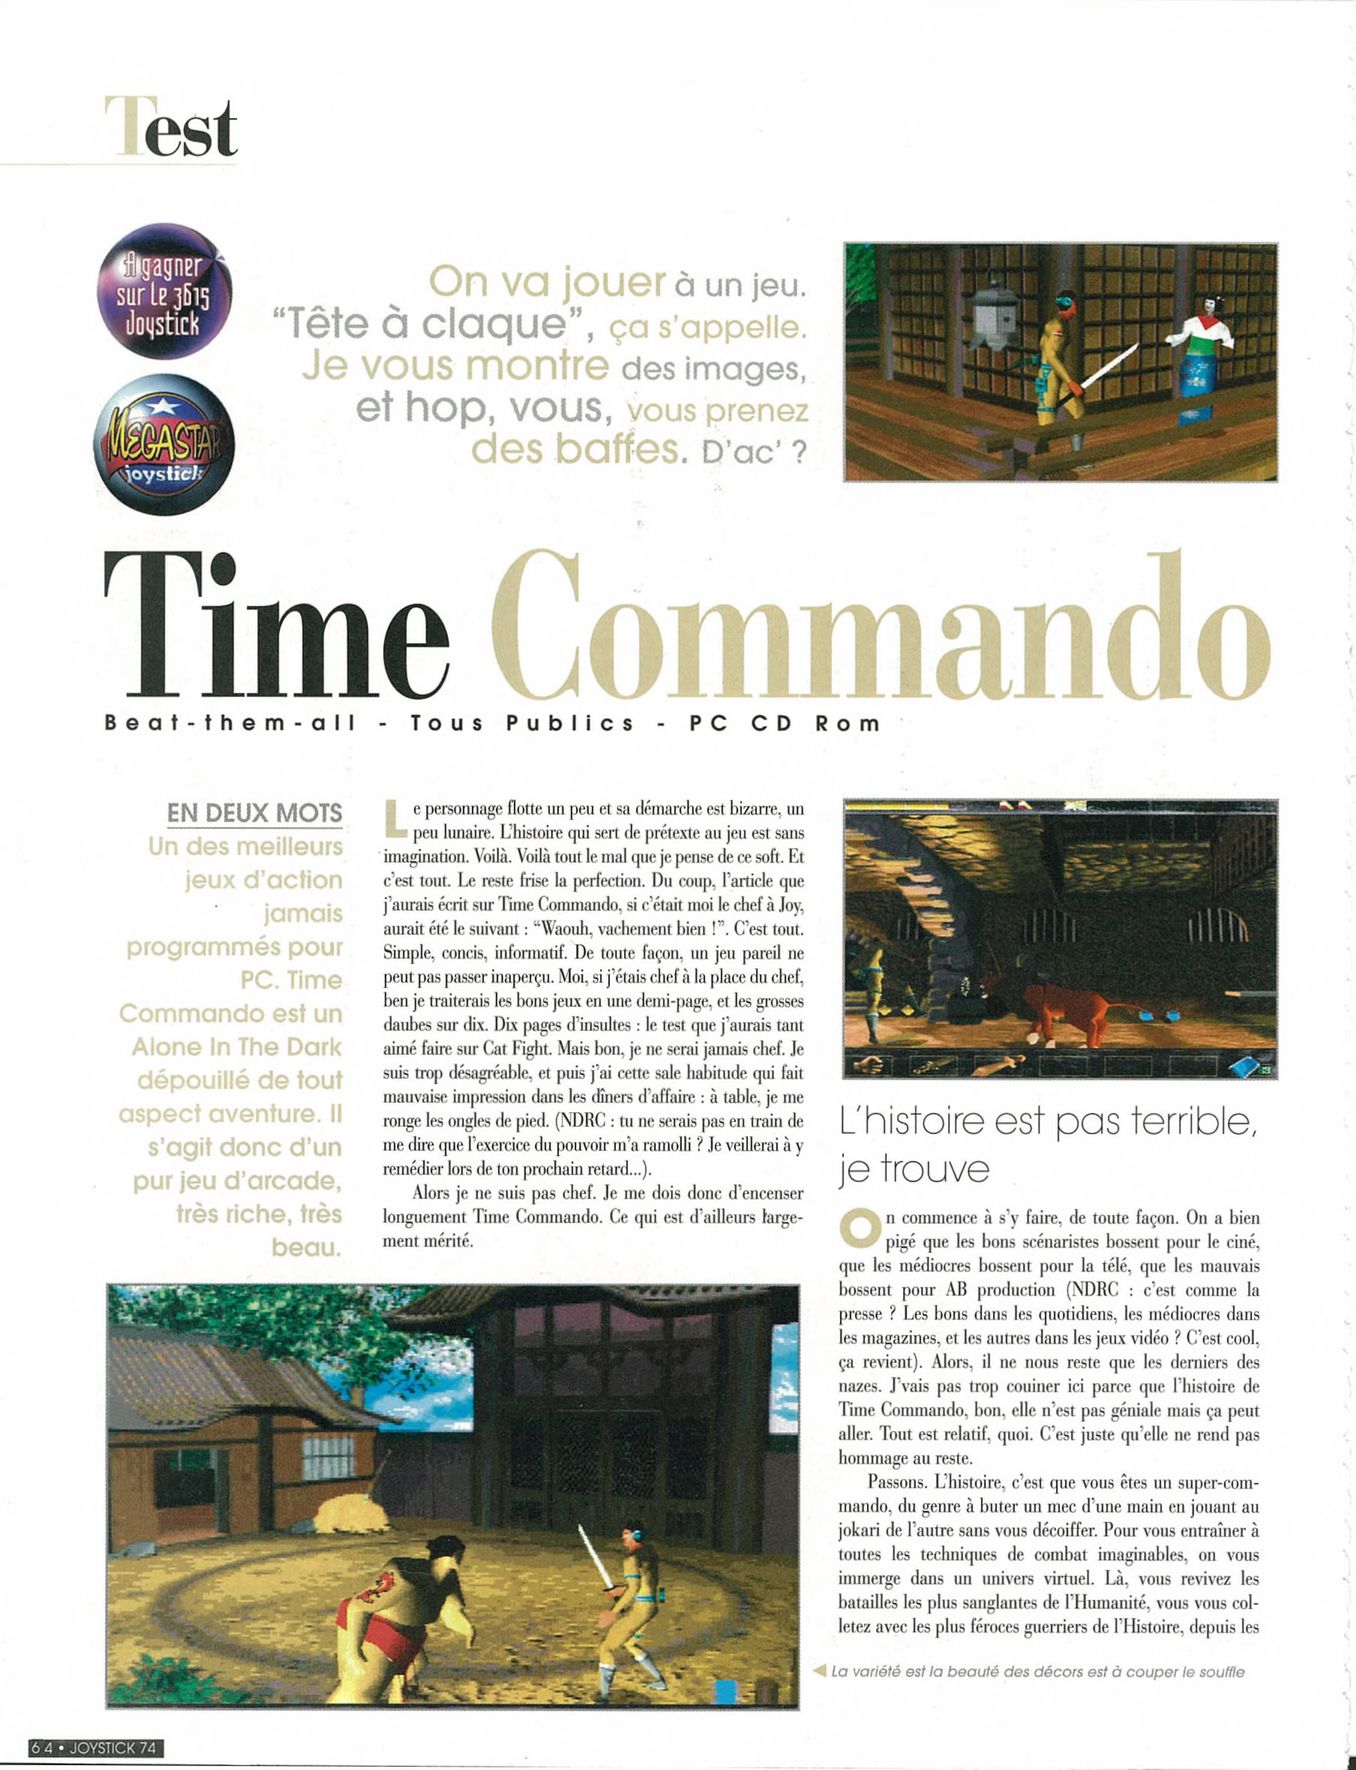 Test
A gagner
sur le 3615
Joystick
MEGASTAR
joystick
On va jouer à un jeu.
“Tête à claque”, ça s’appelle.
Je vous montre des images,
et hop, vous, vous prenez
des baffes. D’ac’ ?
Time Commando
Beat-them-all - Tous Publics - PC CD Rom
EN DEUX MOTS
Un des meilleurs
jeux d’action
jamais
programmés pour
PC. Time
Commando est un
Alone In The Dark
dépouillé de tout
aspect aventure. Il
s’agit donc d’un
pur jeu d’arcade,
très riche, très
beau.
Le personnage flotte un peu et sa démarche est bizarre, un
peu lunaire. L’histoire qui sert de prétexte au jeu est sans
imagination. Voilà. Voilà tout le mal que je pense de ce soft. Et
c’est tout. Le reste frise la perfection. Du coup, l’article que
j’aurais écrit sur Time Commando, si c’était moi le chef à Joy,
aurait été le suivant : “Waouh, vachement bien !”. C’est tout.
Simple, concis, informatif. De toute façon, un jeu pareil ne
peut pas passer inaperçu. Moi, si j’étais chef à la place du chef,
ben je traiterais les bons jeux en une demi-page, et les grosses
daubes sur dix. Dix pages d’insultes : le test que j’aurais tant
aimé faire sur Cat Fight. Mais bon, je ne serai jamais chef. Je
suis trop désagréable, et puis j’ai cette sale habitude qui fait
mauvaise impression dans les dîners d’affaire : à table, je me
ronge les ongles de pied. (NDRC : tu ne serais pas en train de
me dire que l’exercice du pouvoir m’a ramolli ? Je veillerai à y
remédier lors de ton prochain retard...).
Alors je ne suis pas chef. Je me dois donc d’encenser
longuement Time Commando. Ce qui est d’ailleurs large-
ment mérité.
L’histoire est pas terrible,
je trouve
On commence à s’y faire, de toute façon. On a bien
pigé que les bons scénaristes bossent pour le ciné,
que les médiocres bossent pour la télé, que les mauvais
bossent pour AB production (NDRC : c’est comme la
presse ? Les bons dans les quotidiens, les médiocres dans
les magazines, et les autres dans les jeux vidéo ? C’est cool,
ça revient). Alors, il ne nous reste que les derniers des
nazes. J’vais pas trop couiner ici parce que l’histoire de
Time Commando, bon, elle n’est pas géniale mais ça peut
aller. Tout est relatif, quoi. C’est juste qu’elle ne rend pas
hommage au reste.
Passons. L’histoire, c’est que vous êtes un super-com-
mando, du genre à buter un mec d’une main en jouant au
jokari de l’autre sans vous décoiffer. Pour vous entraîner à
toutes les techniques de combat imaginables, on vous
immerge dans un univers virtuel. Là, vous revivez les
batailles les plus sanglantes de l’Humanité, vous vous col-
letez avec les plus féroces guerriers de l’Histoire, depuis les
La variété est la beauté des décors est à couper le souffle
64 • JOYSTICK 74